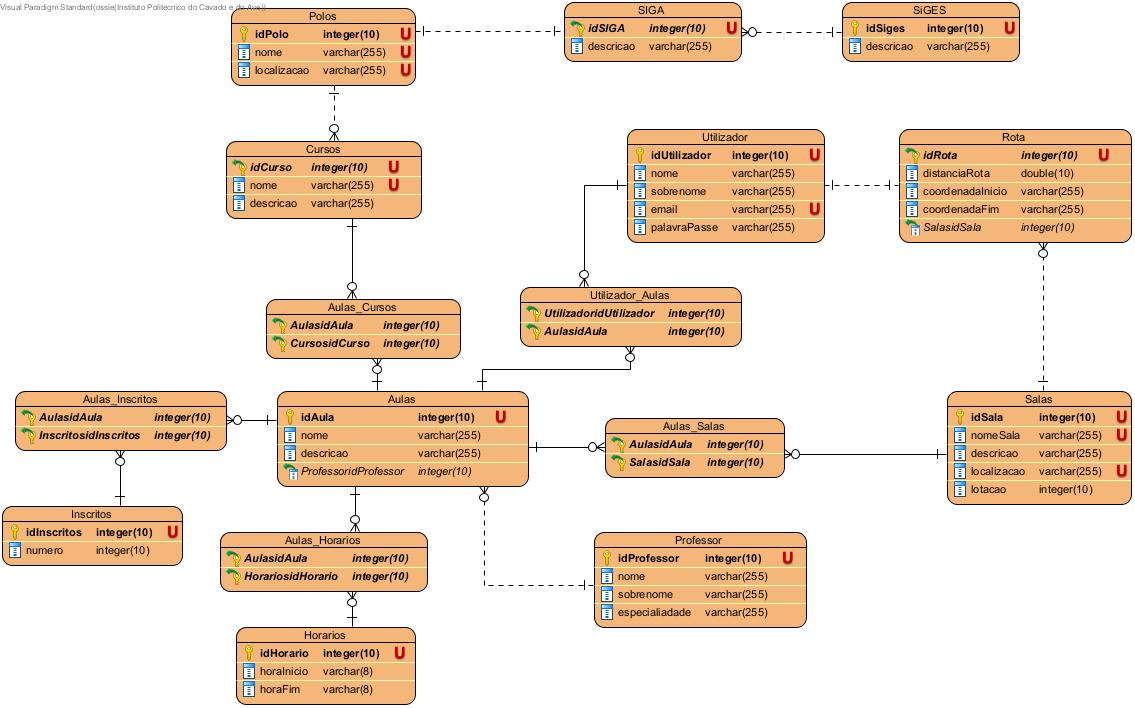 Visual Paradigm Standard(ossie(Instituto Politecnico do Cavado e do Ave))
Polos
idPolo integer(10) U
nome varchar(255) U
localizacao varchar(255) U
SIGA
idSIGA integer(10) U
descricao varchar(255)
SiGES
idSiges integer(10) U
descricao varchar(255)
Cursos
idCurso integer(10) U
nome varchar(255) U
descricao varchar(255)
Utilizador
idUtilizador integer(10) U
nome varchar(255)
sobrenome varchar(255)
email varchar(255) U
palavraPasse varchar(255)
Rota
idRota integer(10) U
distanciaRota double(10)
coordenadaInicio varchar(255)
coordenadaFim varchar(255)
SalasidSala integer(10)
Aulas_Cursos
AulasidAula integer(10)
CursosidCurso integer(10)
Utilizador_Aulas
UtilizadoridUtilizador integer(10)
AulasidAula integer(10)
Aulas_Inscritos
AulasidAula integer(10)
InscritosidInscritos integer(10)
Aulas
idAula integer(10) U
nome varchar(255)
descricao varchar(255)
ProfessoridProfessor integer(10)
Aulas_Salas
AulasidAula integer(10)
SalasidSala integer(10)
Salas
idSala integer(10) U
nomeSala varchar(255) U
descricao varchar(255)
localizacao varchar(255) U
lotacao integer(10)
Inscritos
idInscritos integer(10) U
numero integer(10)
Aulas_Horarios
AulasidAula integer(10)
HorariosidHorario integer(10)
Professor
idProfessor integer(10) U
nome varchar(255)
sobrenome varchar(255)
especialiadade varchar(255)
Horarios
idHorario integer(10) U
horaInicio varchar(8)
horaFim varchar(8)